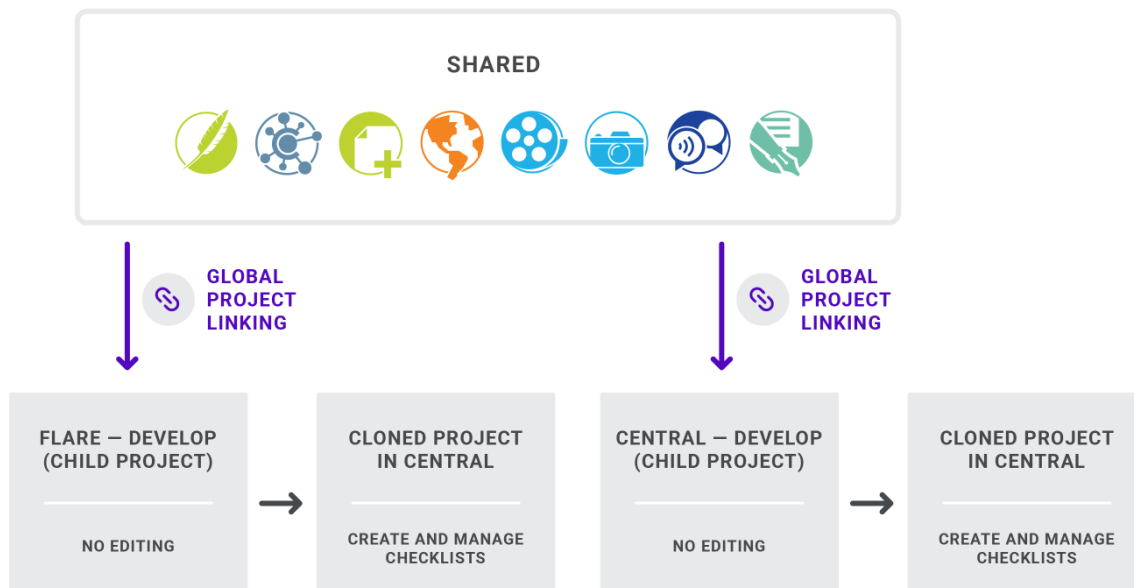 SHARED
GLOBAL
PROJECT
LINKING
GLOBAL
PROJECT
LINKING
FLARE — DEVELOP
(CHILD PROJECT)
NO EDITING
CLONED PROJECT
IN CENTRAL
CREATE AND MANAGE
CHECKLISTS
CENTRAL — DEVELOP
(CHILD PROJECT)
NO EDITING
CLONED PROJECT
IN CENTRAL
CREATE AND MANAGE
CHECKLISTS